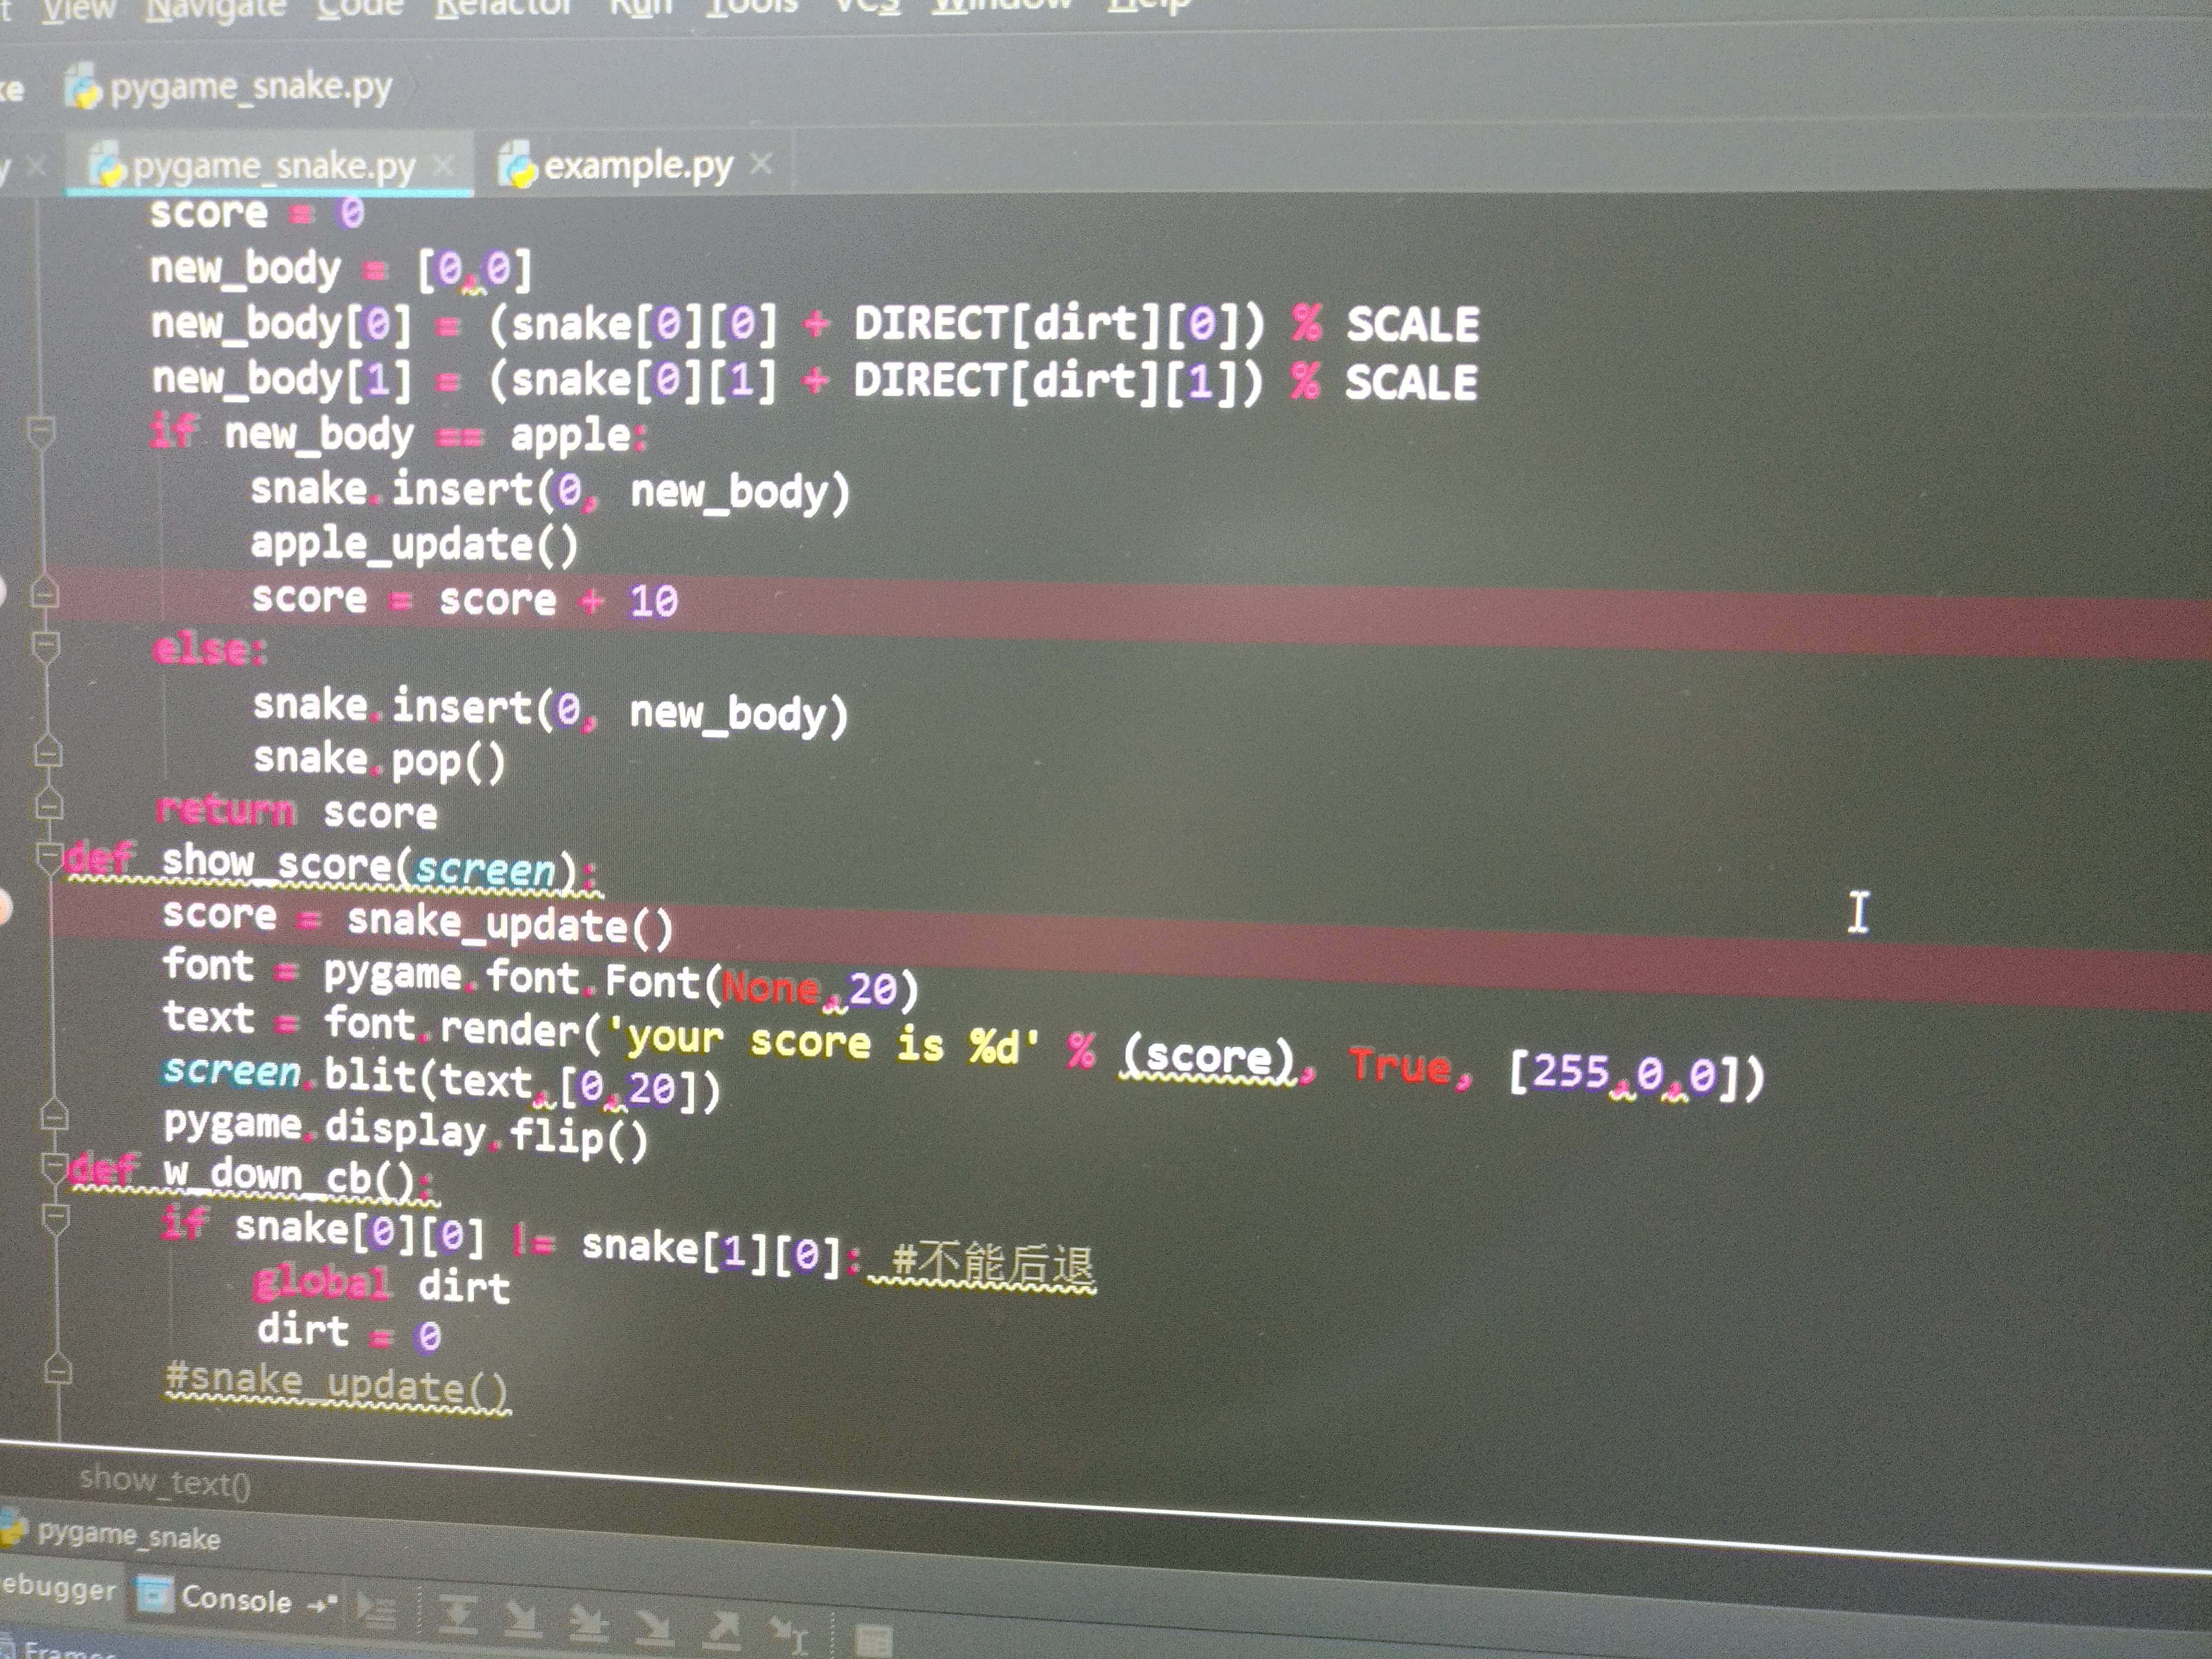 View Navigate Code Refactor Run Tools VCS Window Help
pygame_snake.py
pygame_snake.py × example.py ×
score = 0
new_body = [0,0]
new_body[0] = (snake[0][0] + DIRECT[dirt][0]) % SCALE
new_body[1] = (snake[0][1] + DIRECT[dirt][1]) % SCALE
if new_body == apple:
snake.insert(0, new_body)
apple_update()
score = score + 10
else:
snake.insert(0, new_body)
snake.pop()
return score
def show_score(screen):
score = snake_update()
font = pygame.font.Font(None,20)
text = font.render('your score is %d' % (score), True, [255,0,0])
screen.blit(text,[0,20])
pygame.display.flip()
def w_down_cb():
if snake[0][0] != snake[1][0]: #不能后退
global dirt
dirt = 0
#snake_update()
show_text()
pygame_snake
ebugger Console
Frames